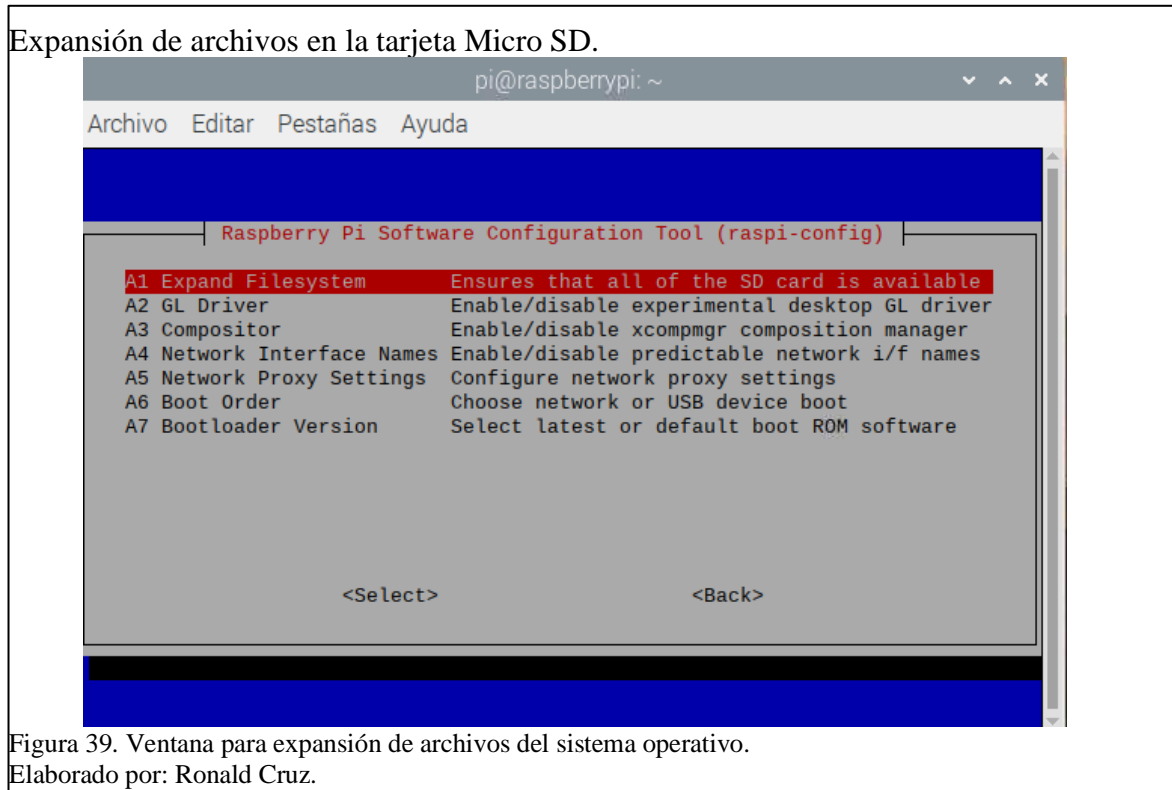 Expansión de archivos en la tarjeta Micro SD.
pi@raspberrypi: ~
Archivo Editar Pestañas Ayuda
Raspberry Pi Software Configuration Tool (raspi-config)
A1 Expand Filesystem Ensures that all of the SD card is available
A2 GL Driver Enable/disable experimental desktop GL driver
A3 Compositor Enable/disable xcompmgr composition manager
A4 Network Interface Names Enable/disable predictable network i/f names
A5 Network Proxy Settings Configure network proxy settings
A6 Boot Order Choose network or USB device boot
A7 Bootloader Version Select latest or default boot ROM software
<Select> <Back>
Figura 39. Ventana para expansión de archivos del sistema operativo.
Elaborado por: Ronald Cruz.